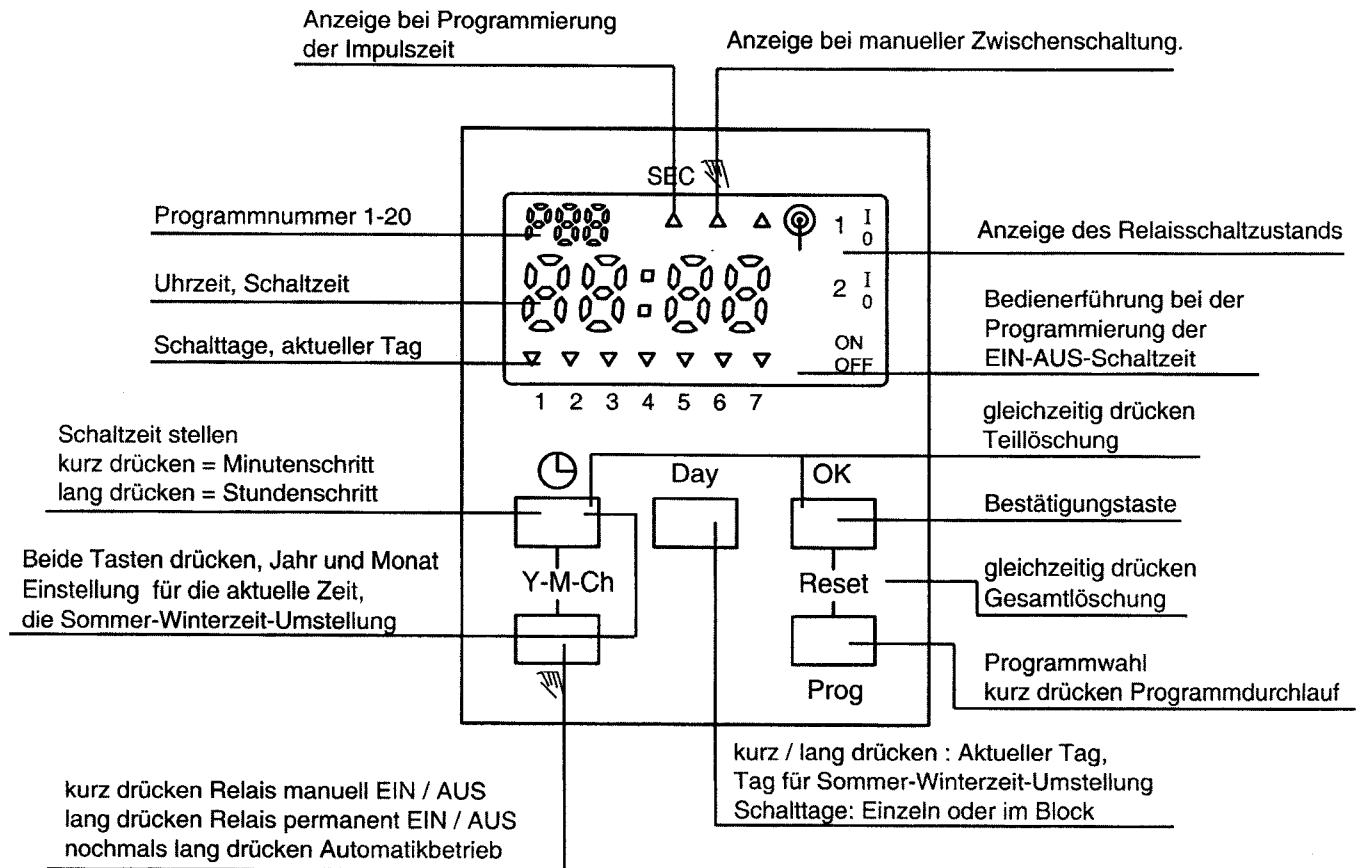 Anzeige bei Programmierung
der Impulszeit
Anzeige bei manueller Zwischenschaltung.
SEC
Programmnummer 1-20
888
1 I
0
Anzeige des Relaisschaltzustands
Uhrzeit, Schaltzeit
88:88
2 I
0
Bedienerführung bei der
Programmierung der
EIN-AUS-Schaltzeit
Schalttage, aktueller Tag
ON
OFF
1 2 3 4 5 6 7
Schaltzeit stellen
kurz drücken = Minutenschritt
lang drücken = Stundenschritt
gleichzeitig drücken
Teillöschung
Day
OK
Bestätigungstaste
Beide Tasten drücken, Jahr und Monat
Einstellung für die aktuelle Zeit,
die Sommer-Winterzeit-Umstellung
Y-M-Ch
Reset
gleichzeitig drücken
Gesamtlöschung
Prog
Programmwahl
kurz drücken Programmdurchlauf
kurz drücken Relais manuell EIN / AUS
lang drücken Relais permanent EIN / AUS
nochmals lang drücken Automatikbetrieb
kurz / lang drücken : Aktueller Tag,
Tag für Sommer-Winterzeit-Umstellung
Schalttage: Einzeln oder im Block